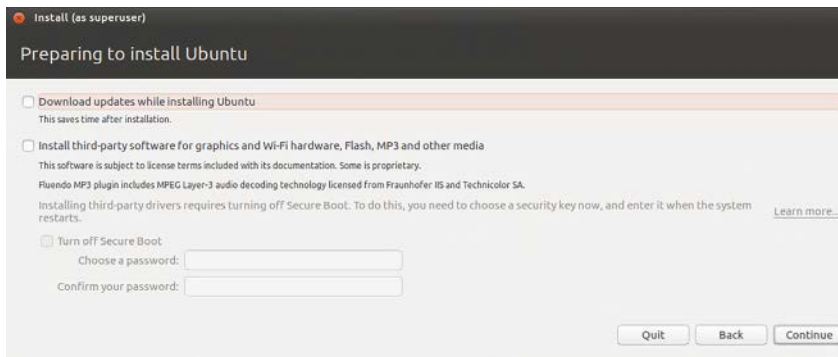 Install (as superuser)
Preparing to install Ubuntu
Download updates while installing Ubuntu
This saves time after installation.
Install third-party software for graphics and Wi-Fi hardware, Flash, MP3 and other media
This software is subject to license terms included with its documentation. Some is proprietary.
Fluendo MP3 plugin includes MPEG Layer-3 audio decoding technology licensed from Fraunhofer IIS and Technicolor SA.
Installing third-party drivers requires turning off Secure Boot. To do this, you need to choose a security key now, and enter it when the system
restarts.
Learn more..
Turn off Secure Boot
Choose a password:
Confirm your password:
Quit Back Continue